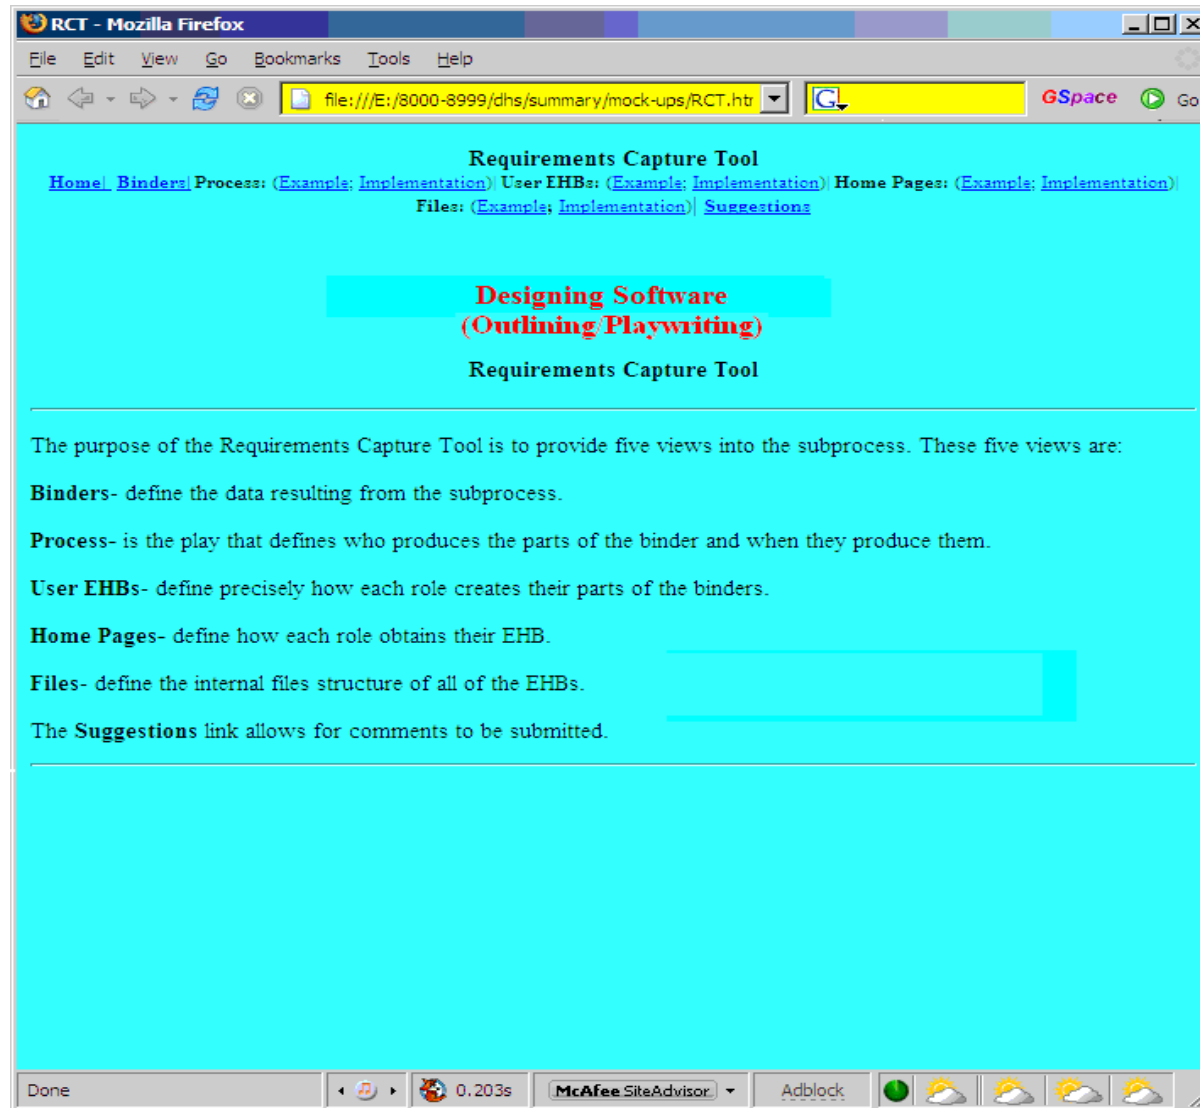 RCT - Mozilla Firefox
File Edit View Go Bookmarks Tools Help
file:///E:/8000-8999/dhs/summary/mock-ups/RCT.htr G GSpace Go
Requirements Capture Tool
Home| Binders| Process: (Example; Implementation)| User EHBs: (Example; Implementation)| Home Pages: (Example; Implementation)|
Files: (Example; Implementation)| Suggestions
Designing Software
(Outlining/Playwriting)
Requirements Capture Tool
The purpose of the Requirements Capture Tool is to provide five views into the subprocess. These five views are:
Binders- define the data resulting from the subprocess.
Process- is the play that defines who produces the parts of the binder and when they produce them.
User EHBs- define precisely how each role creates their parts of the binders.
Home Pages- define how each role obtains their EHB.
Files- define the internal files structure of all of the EHBs.
The Suggestions link allows for comments to be submitted.
Done 0.203s McAfee SiteAdvisor Adblock